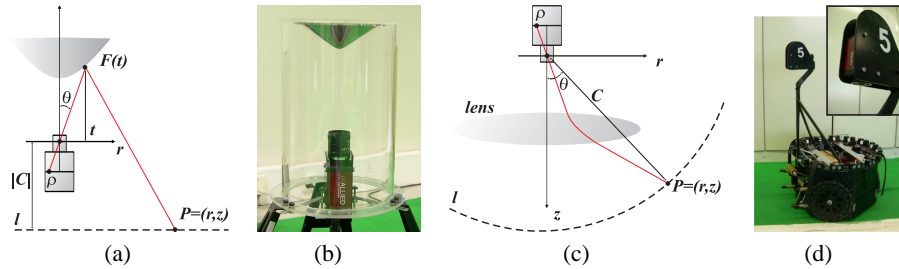 F(t)
θ
t
r
ρ
|C|
l
P=(r,z)
(a)
ALLIED
(b)
ρ
r
θ
C
lens
P=(r,z)
l
z
(c)
5
5
(d)